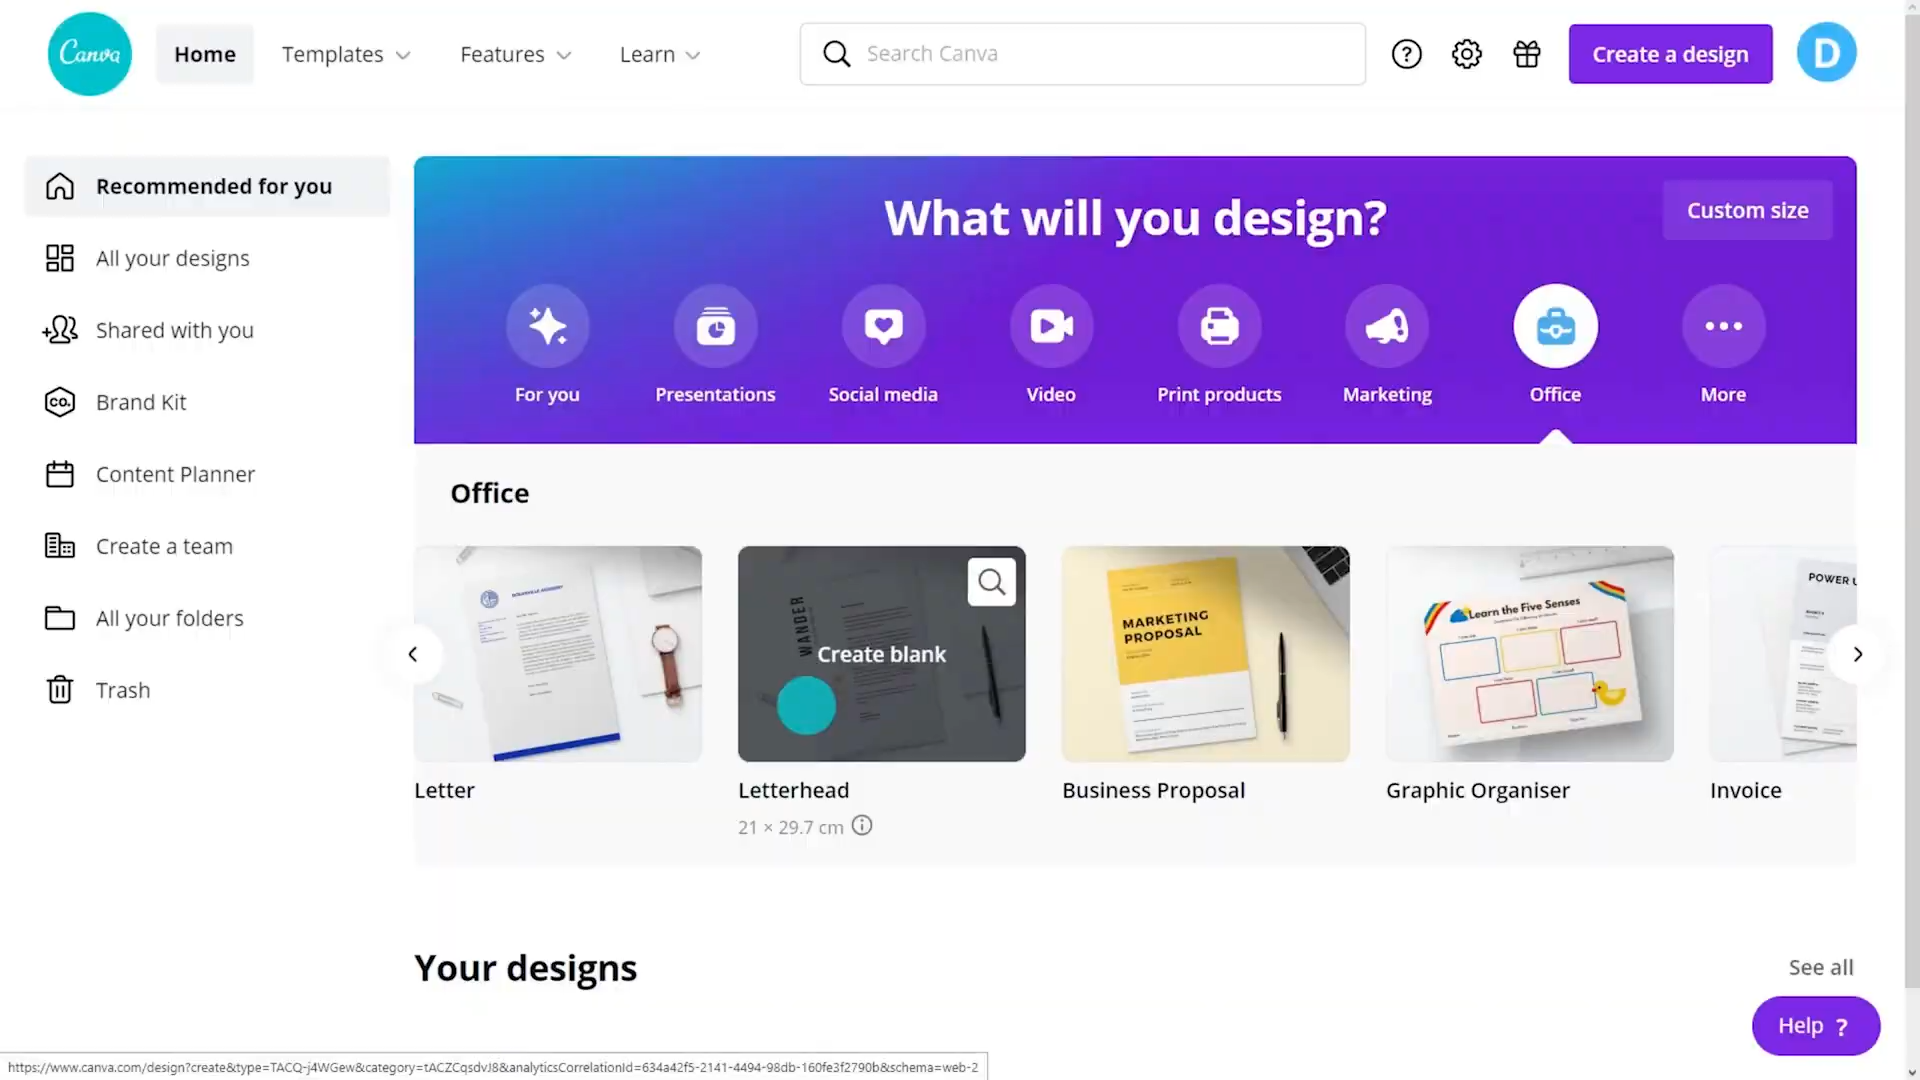 Canva
Home
Templates
Features
Learn
Search Canva
Create a design
D
Recommended for you
All your designs
Shared with you
CO.
Brand Kit
Content Planner
Create a team
All your folders
Trash
What will you design?
Custom size
For you
Presentations
Social media
Video
Print products
Marketing
Office
More
Office
WANDER
Create blank
MARKETING
PROPOSAL
Learn the Five Senses
POWER
Letter
Letterhead
Business Proposal
Graphic Organiser
Invoice
21 × 29.7 cm
Your designs
See all
Help ?
https://www.canva.com/design?create&type=TACQ-j4WGew&category=tACZCqsdvJ8&analyticsCorrelationId=634a42f5-2141-4494-98db-160fe3f2790b&schema=web-2